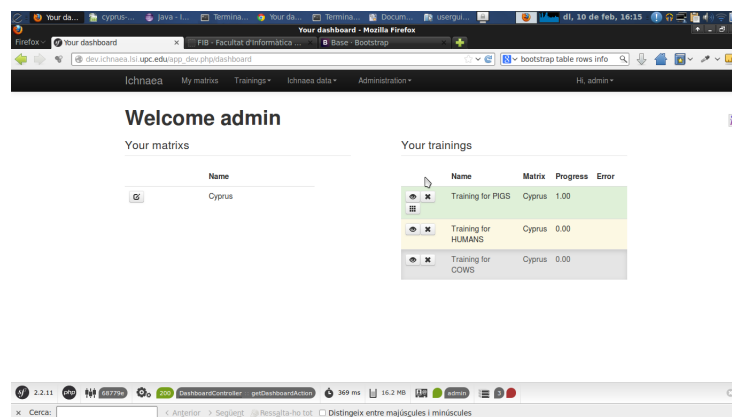 Your da... cyprus-... Java - I... Termina... Your da... Termina... Docum... usergui... dl, 10 de feb, 16:15
Your dashboard - Mozilla Firefox
Firefox Your dashboard × FIB - Facultat d'Informàtica ... × B Base · Bootstrap ×
dev.ichnaea.lsi.upc.edu/app_dev.php/dashboard bootstrap table rows info
Ichnaea My matrixs Trainings Ichnaea data Administration Hi, admin
Welcome admin
Your matrixs
Your trainings
Name
Name Matrix Progress Error
Cyprus
Training for PIGS Cyprus 1.00
Training for HUMANS Cyprus 0.00
Training for COWS Cyprus 0.00
sf 2.2.11 php 68779e 200 DashboardController getDashboardAction 369 ms 16.2 MB admin 3
× Cerca: < Anterior > Següent Ressalta-ho tot Distingeix entre majúscules i minúscules